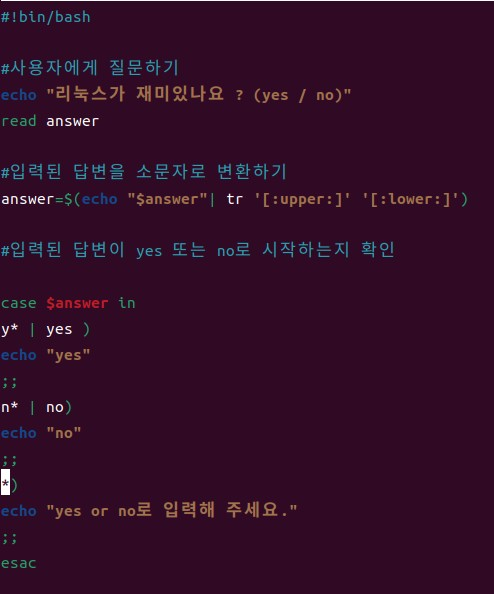 #!bin/bash
#사용자에게 질문하기
echo "리눅스가 재미있나요 ? (yes / no)"
read answer
#입력된 답변을 소문자로 변환하기
answer=$(echo "$answer"| tr '[:upper:]' '[:lower:]')
#입력된 답변이 yes 또는 no로 시작하는지 확인
case $answer in
y* | yes )
echo "yes"
;;
n* | no)
echo "no"
;;
*)
echo "yes or no로 입력해 주세요."
;;
esac